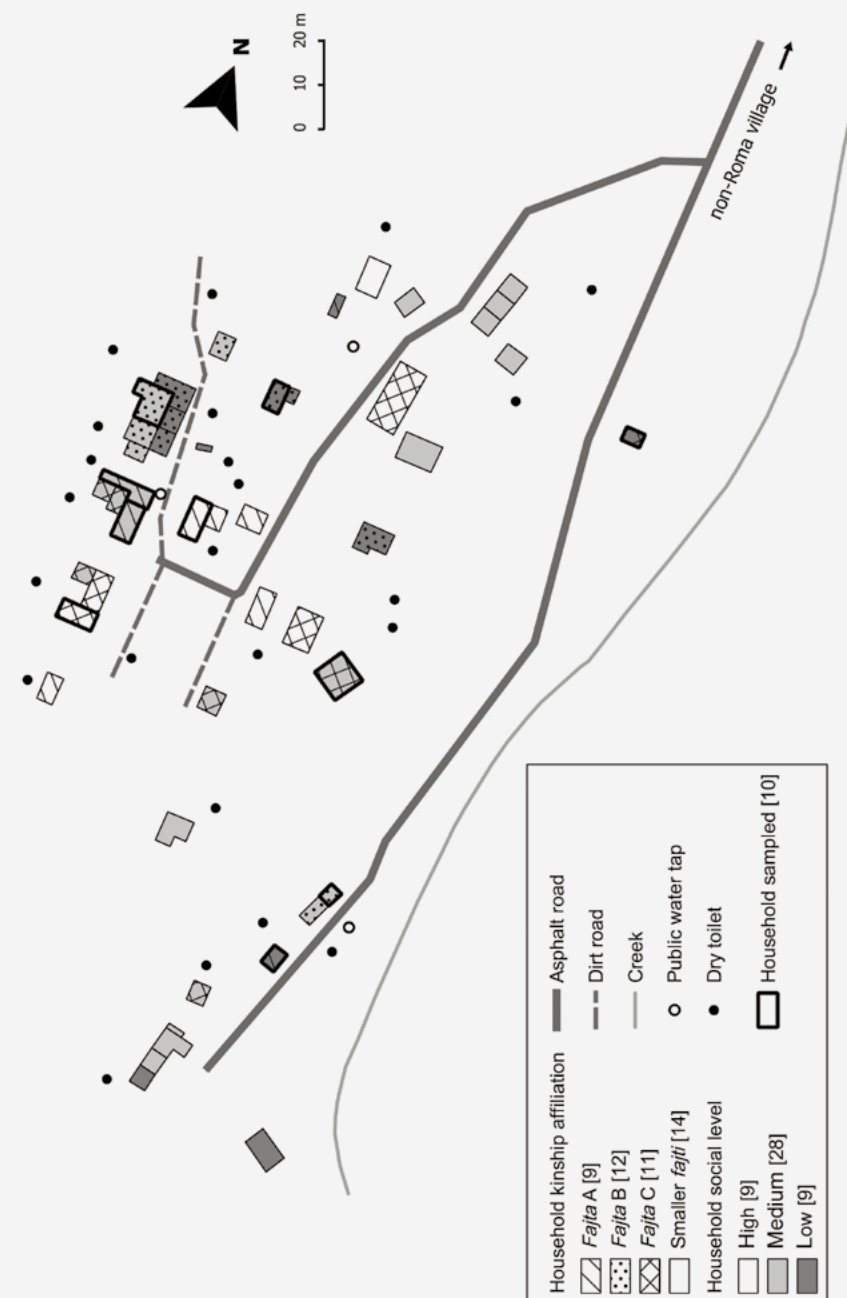 N
0 10 20 m
non-Roma village
Household kinship affiliation
Fajta A [9]
Fajta B [12]
Fajta C [11]
Smaller fajti [14]
Household social level
High [9]
Medium [28]
Low [9]
Asphalt road
Dirt road
Creek
Public water tap
Dry toilet
Household sampled [10]